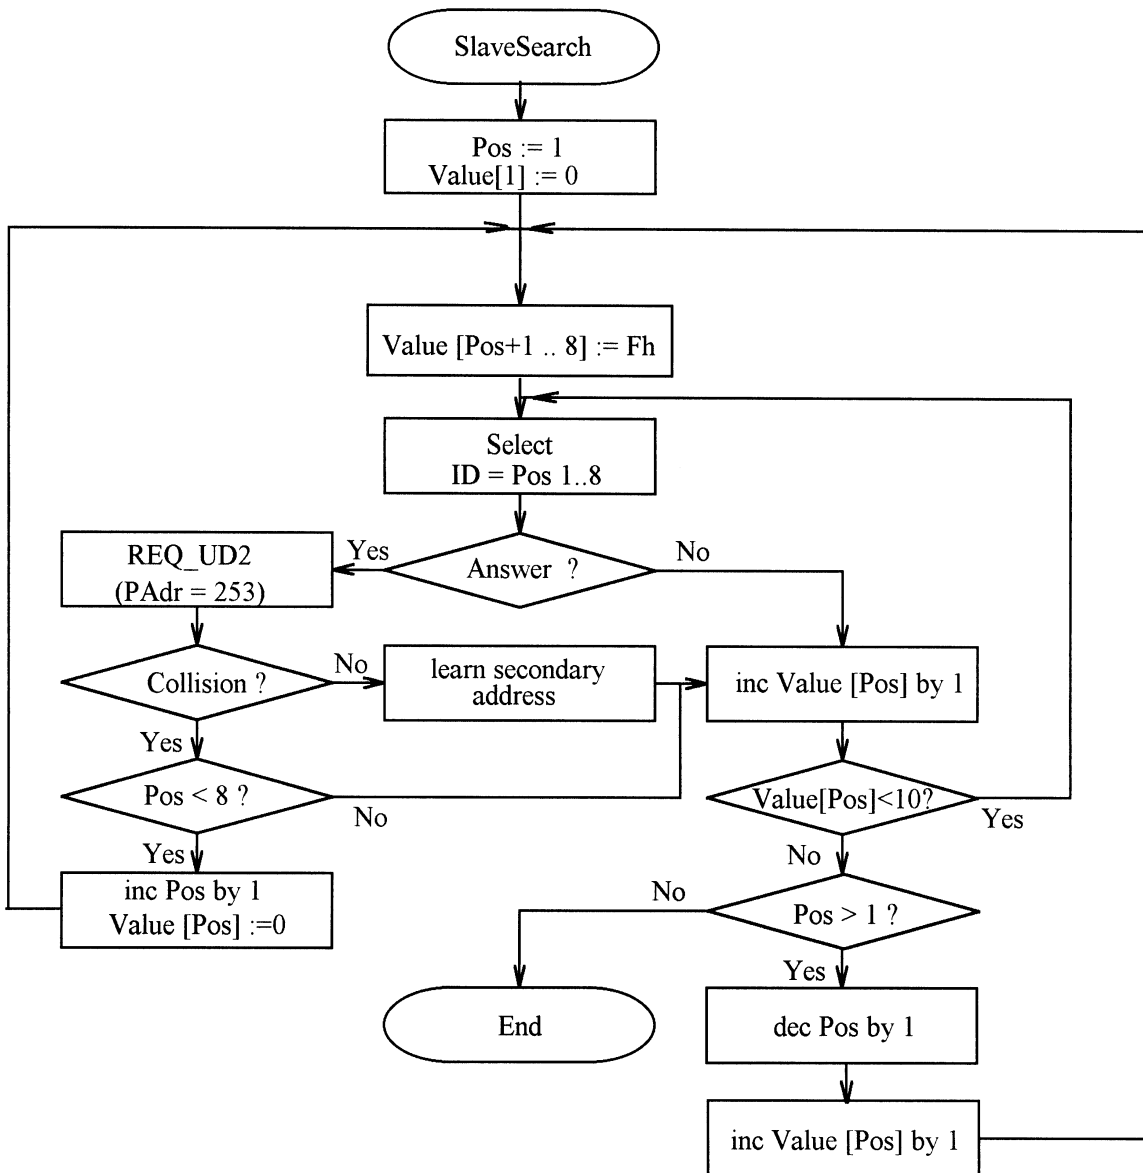 SlaveSearch
Pos := 1
Value[1] := 0
Value [Pos+1 .. 8] := Fh
Select
ID = Pos 1..8
Answer ?
Yes
No
REQ_UD2
(PAdr = 253)
Collision ?
No
learn secondary
address
inc Value [Pos] by 1
Yes
Pos < 8 ?
No
Value[Pos]<10?
Yes
Yes
No
inc Pos by 1
Value [Pos] :=0
Pos > 1 ?
No
Yes
End
dec Pos by 1
inc Value [Pos] by 1